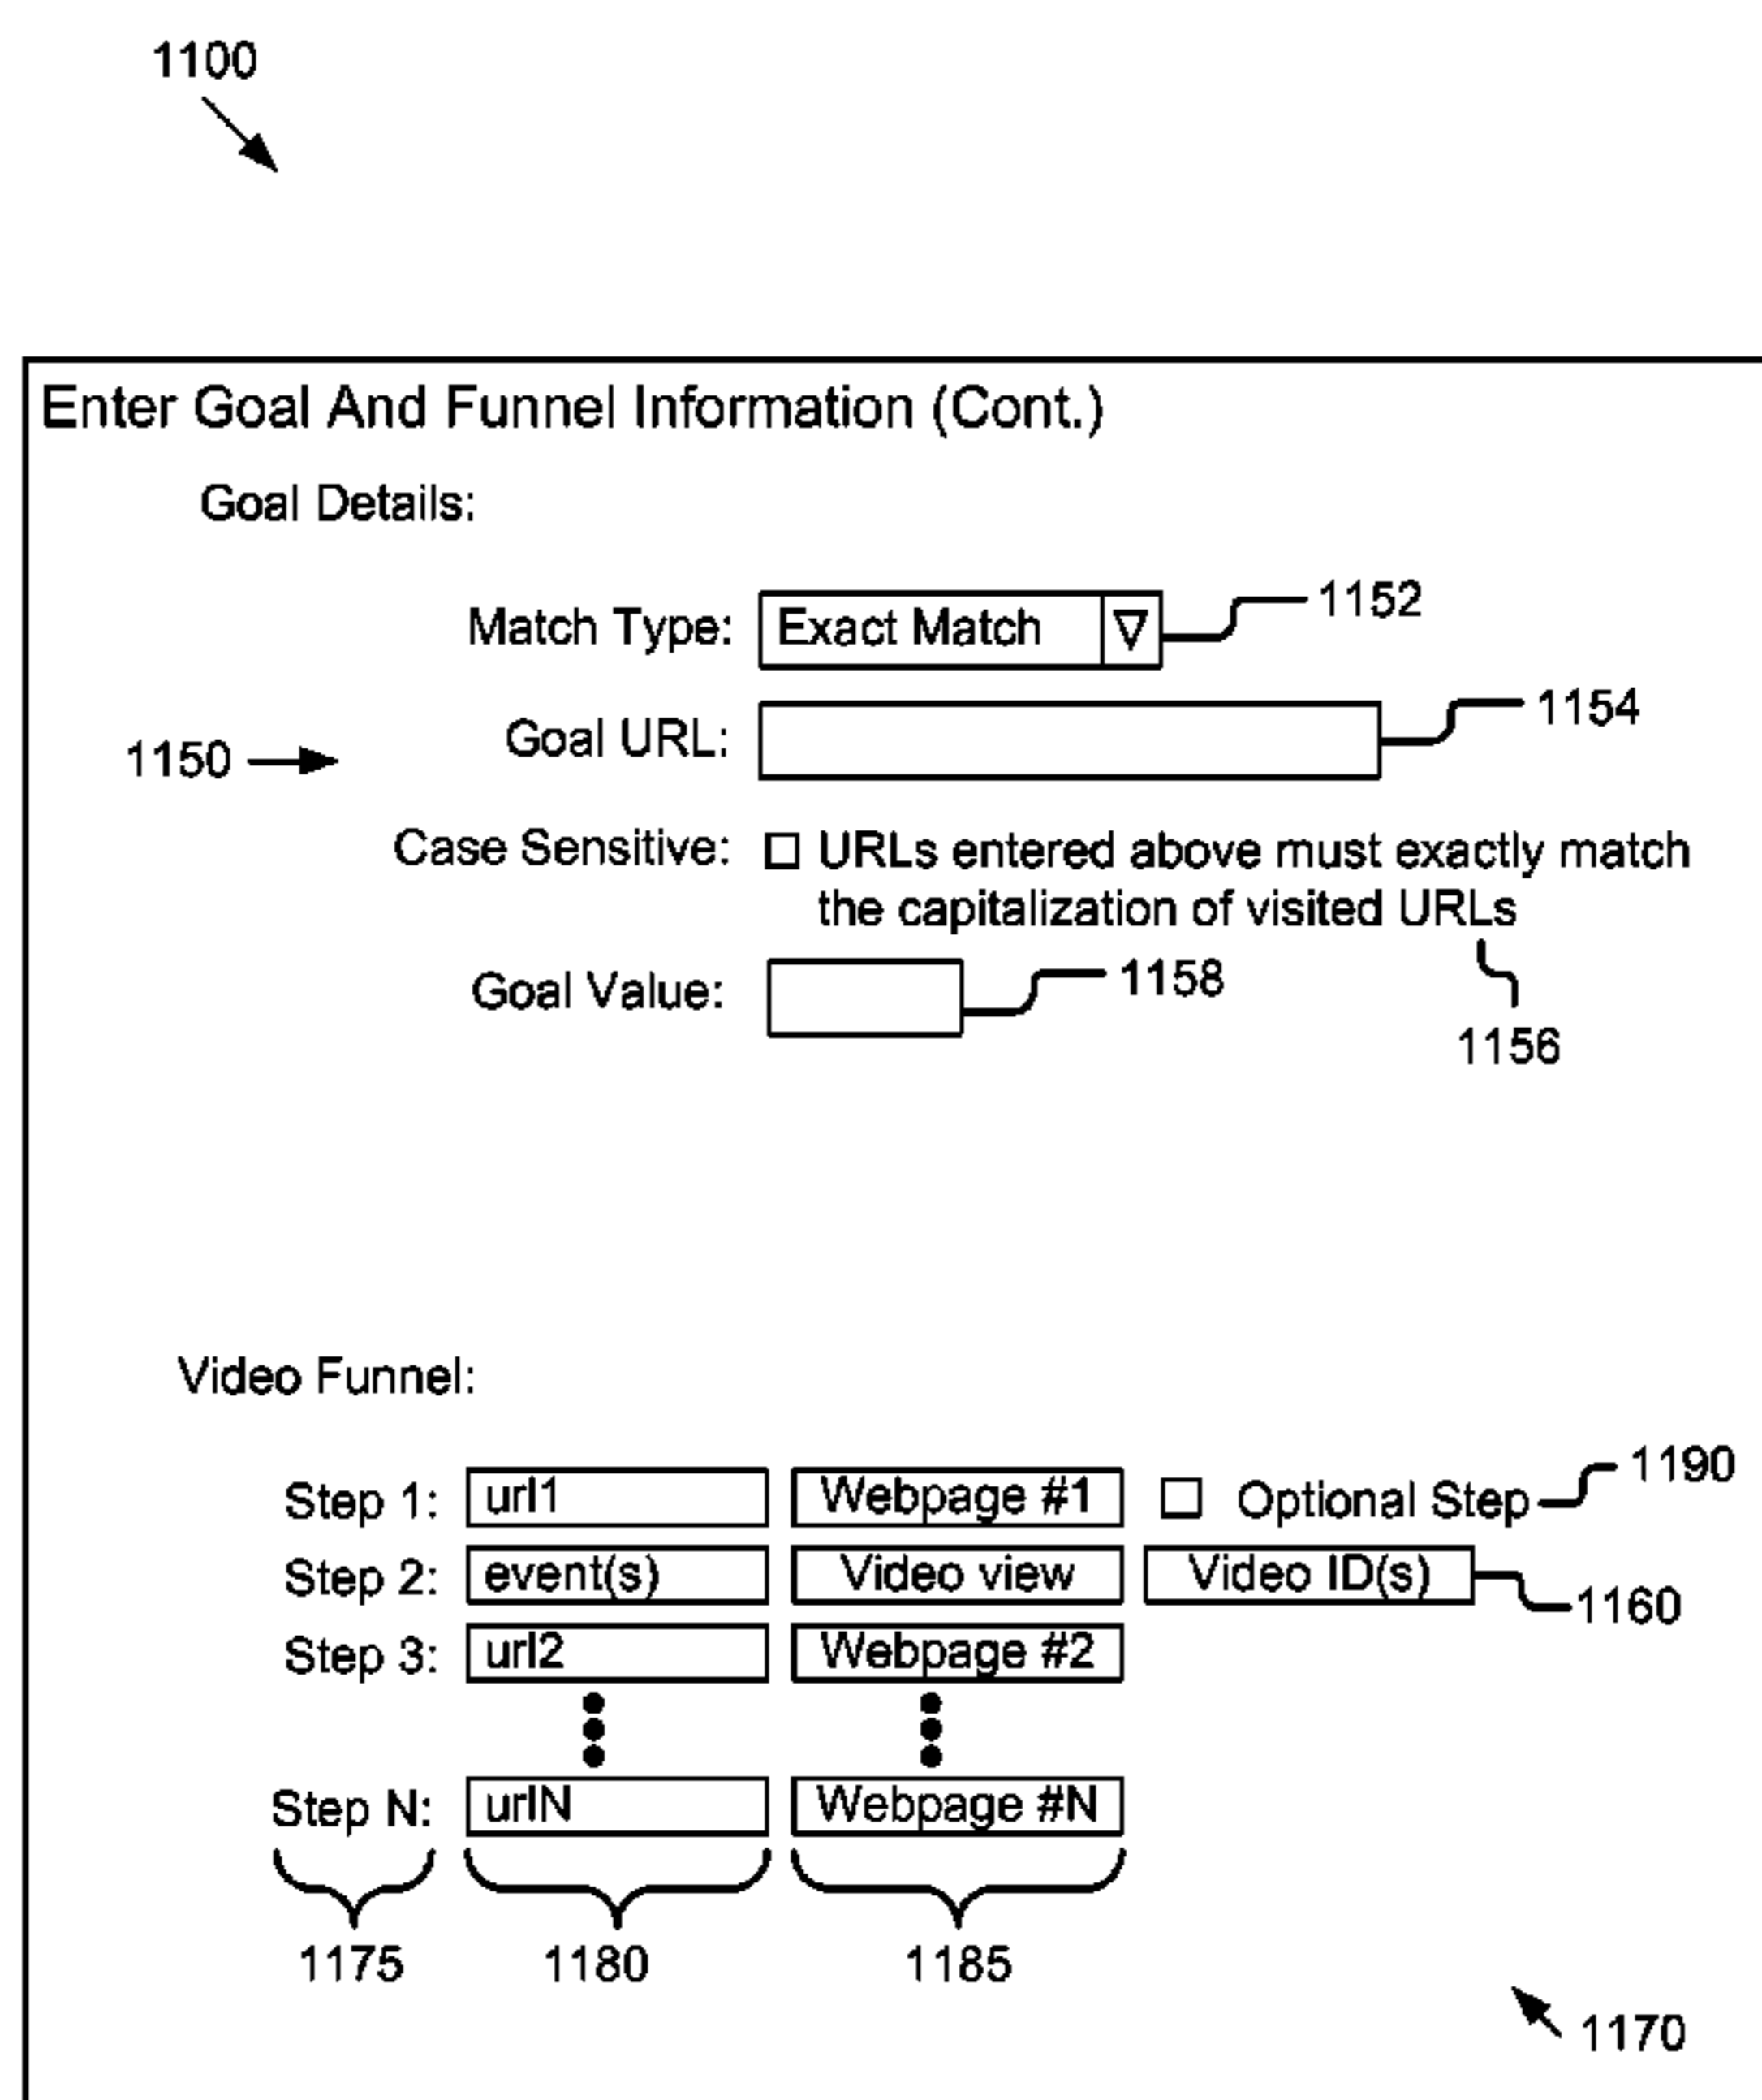 1100
Enter Goal And Funnel Information (Cont.)
Goal Details:
Match Type: Exact Match 1152
Goal URL: 1154
1150
Case Sensitive: URLs entered above must exactly match
the capitalization of visited URLs
Goal Value: 1158
1156
Video Funnel:
Step 1: url1 Webpage #1 Optional Step 1190
Step 2: event(s) Video view Video ID(s) 1160
Step 3: url2 Webpage #2
Step N: urlN Webpage #N
1175 1180 1185
1170